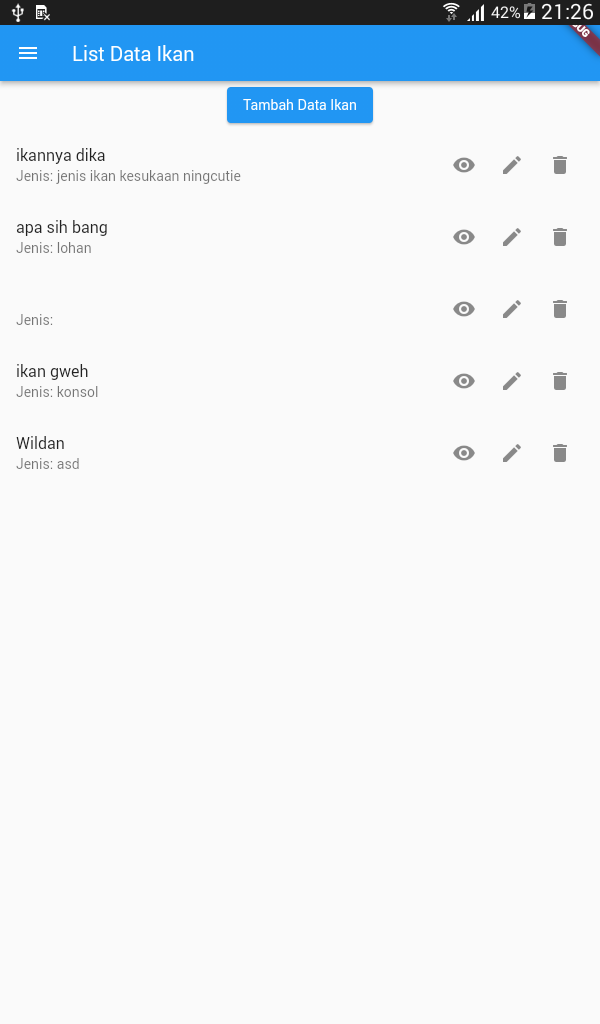 42% 21:26
List Data Ikan
Tambah Data Ikan
ikannya dika
Jenis: jenis ikan kesukaan ningcutie
apa sih bang
Jenis: lohan
Jenis:
ikan gweh
Jenis: konsol
Wildan
Jenis: asd